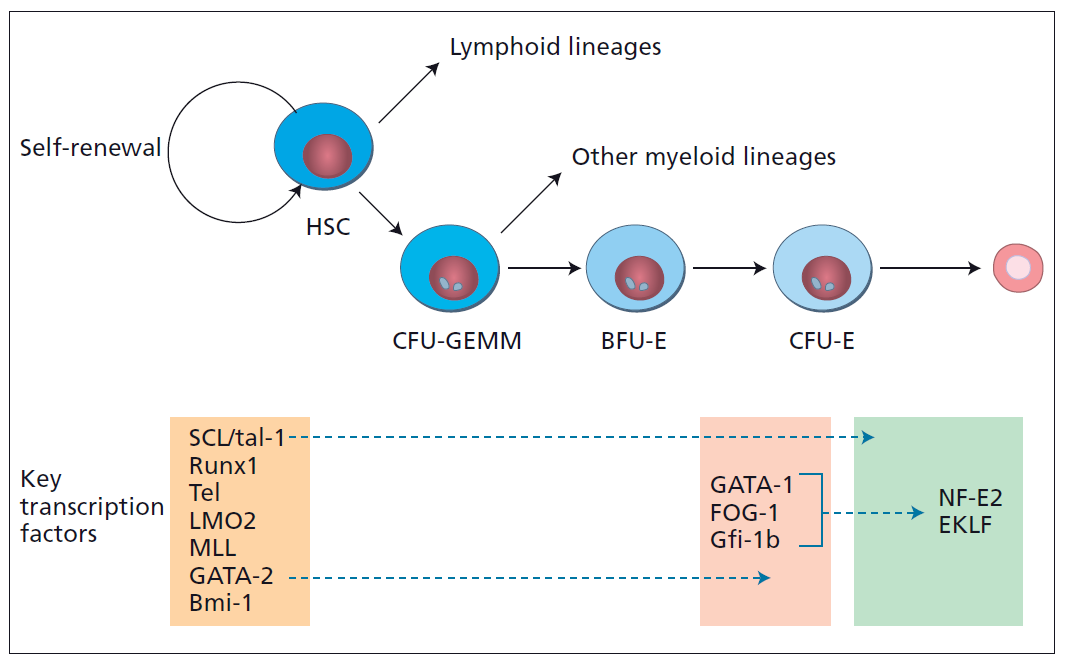 Lymphoid lineages
Self-renewal
Other myeloid lineages
HSC
CFU-GEMM
BFU-E
CFU-E
Key
transcription
factors
SCL/tal-1
Runx1
Tel
LMO2
MLL
GATA-2
Bmi-1
GATA-1
FOG-1
Gfi-1b
NF-E2
EKLF